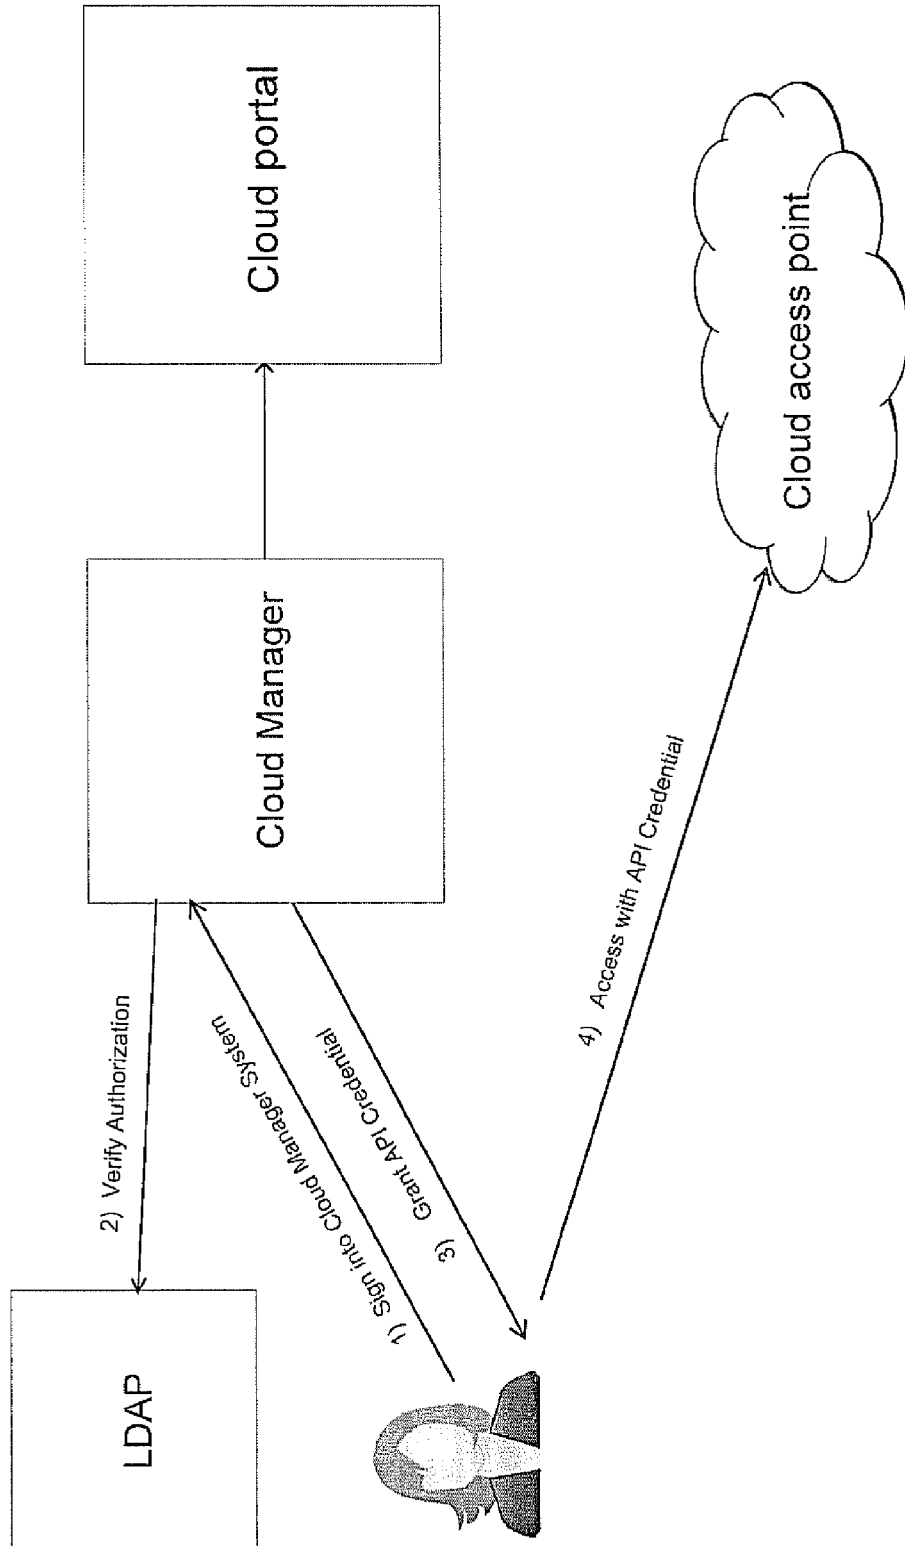 LDAP
2) Verify Authorization
Cloud Manager
Cloud portal
1) Sign into Cloud Manager System
3) Grant API Credential
4) Access with API Credential
Cloud access point